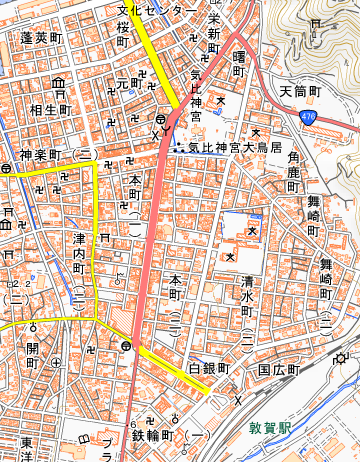 文化センター
蓬莱町
桜町
栄新町
曙町
元町
気比神宮
天筒町
相生町
476
気比神宮大鳥居
神楽町(一)
角鹿町
本町(一)
舞崎町
津内町(二)
舞崎町(二)
本町(二)
清水町(二)
(二)
2.2
開町
白銀町
国広町
敦賀駅
6
鉄輪町(一)
東洋
プラ